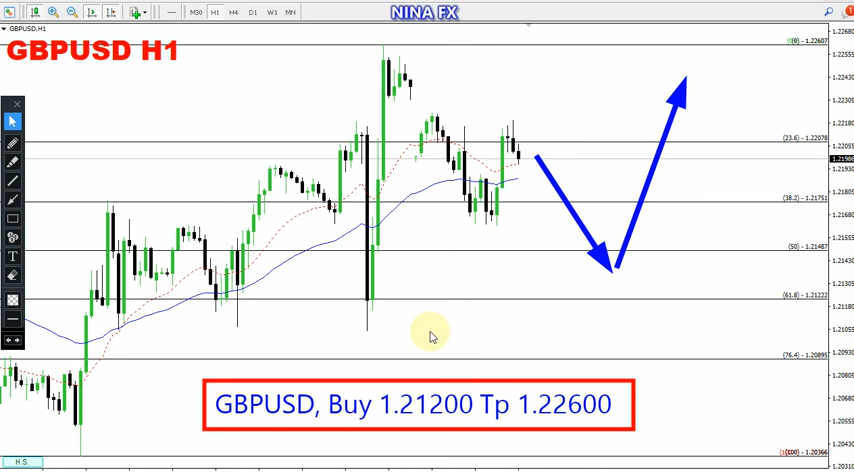 M30 H1 H4 D1 W1 MN
NINA FX
GBPUSD,H1
GBPUSD H1
(0) - 1.22607
1.22680
1.22555
1.22430
1.22305
1.22180
(23.6) - 1.22078
1.22055
1.21986
(38.2) - 1.21751
1.21805
1.21680
1.21555
(50) - 1.21487
1.21430
1.21305
(61.8) - 1.21222
1.21180
1.21055
1.20930
(76.4) - 1.20895
1.20805
1.20680
1.20555
GBPUSD, Buy 1.21200 Tp 1.22600
1.20430
(100) - 1.20366
1.20310
H.S.